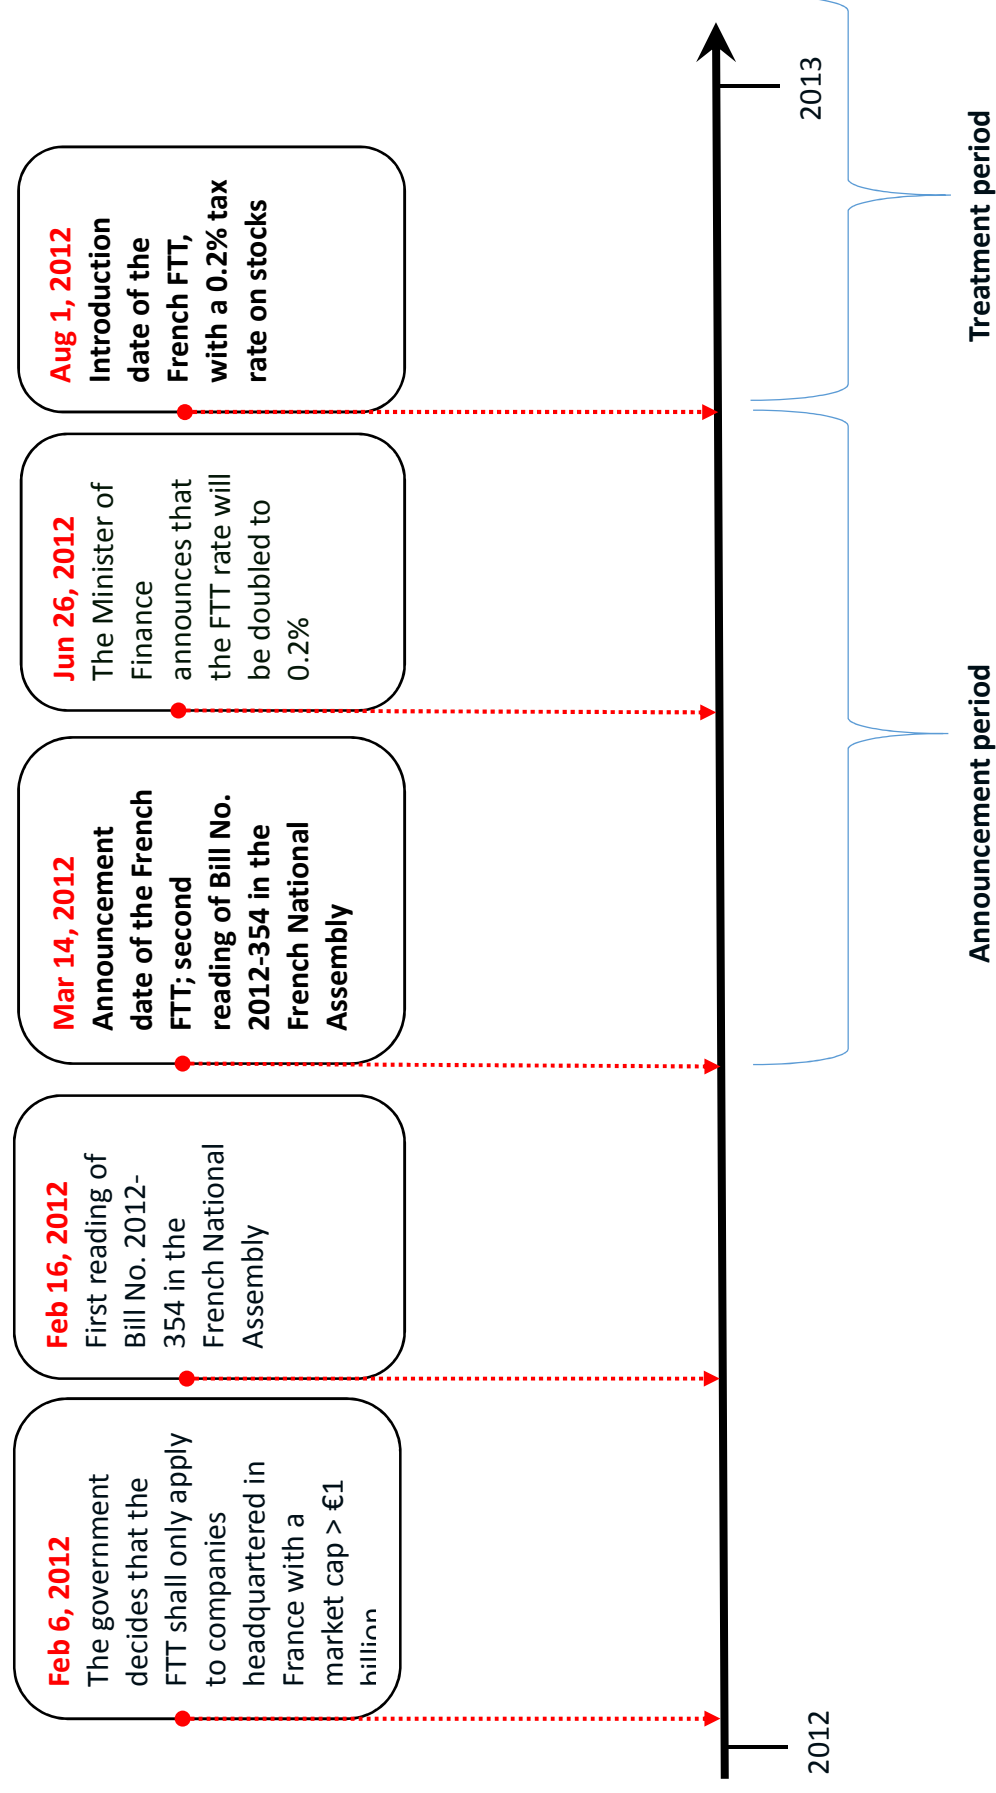 Feb 6, 2012
The government
decides that the
FTT shall only apply
to companies
headquartered in
France with a
market cap > €1
billion
Feb 16, 2012
First reading of
Bill No. 2012-
354 in the
French National
Assembly
Mar 14, 2012
Announcement
date of the French
FTT; second
reading of Bill No.
2012-354 in the
French National
Assembly
Jun 26, 2012
The Minister of
Finance
announces that
the FTT rate will
be doubled to
0.2%
Aug 1, 2012
Introduction
date of the
French FTT,
with a 0.2% tax
rate on stocks
2012
2013
Announcement period
Treatment period